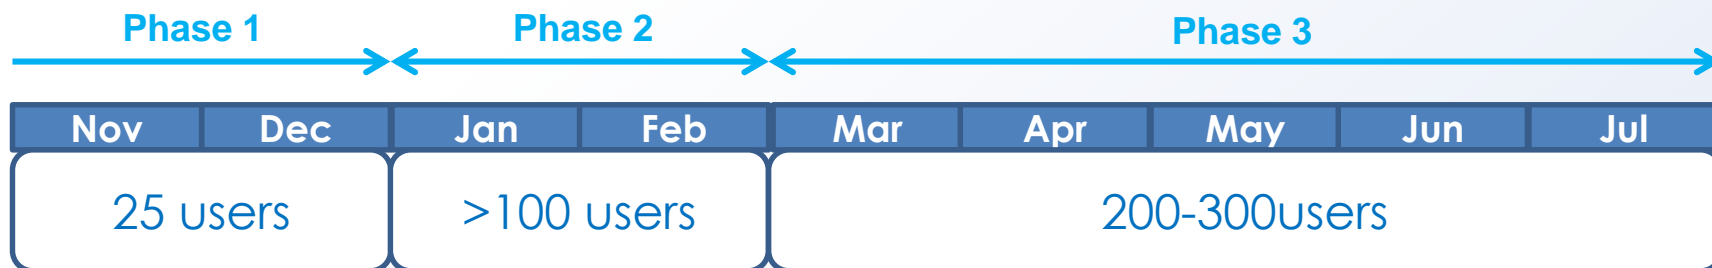 Phase 1 Phase 2 Phase 3
Nov Dec Jan Feb Mar Apr May Jun Jul
25 users >100 users 200-300users